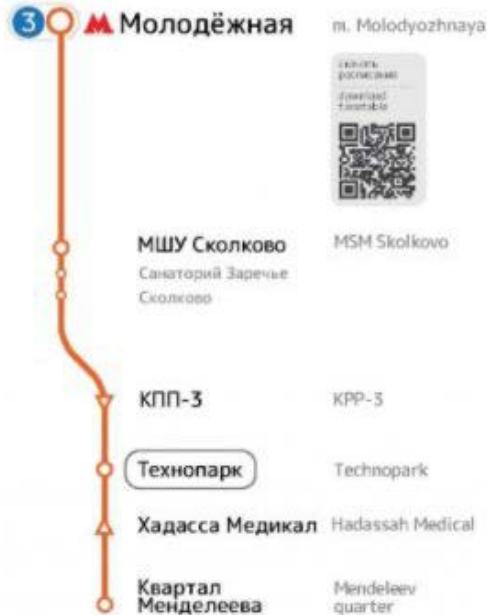 3 М Молодёжная m. Molodyozhnaya
скачать
расписание
download
timetable
МШУ Сколково MSM Skolkovo
Санаторий Заречье
Сколково
КПП-3 KPP-3
Технопарк Technopark
Хадасса Медикал Hadassah Medical
Квартал Mendeleev
Менделеева quarter